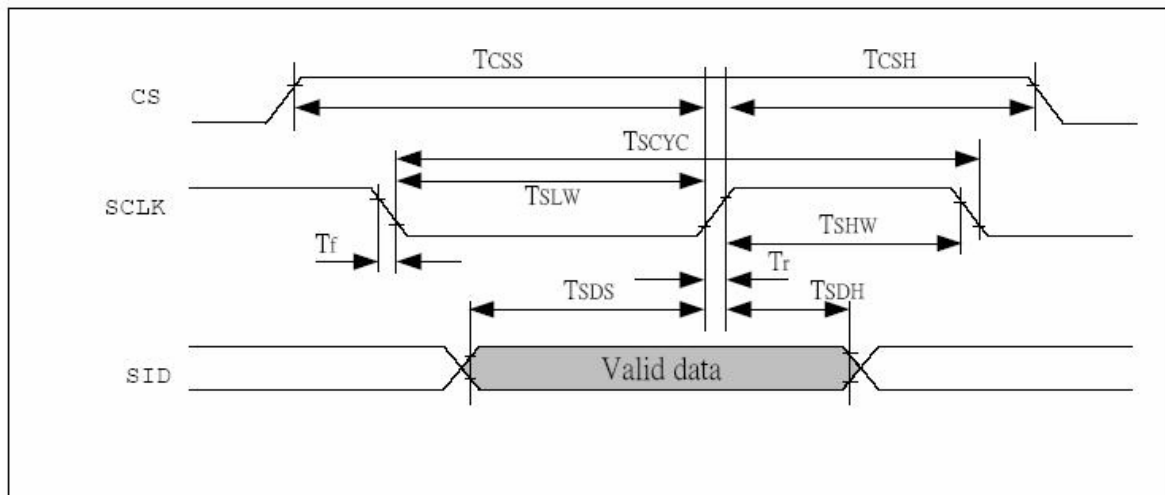 TCSS TCSH
CS
TSCYC
TSLW
SCLK
TSHW
Tf
Tr
TSDS TSDH
SID Valid data